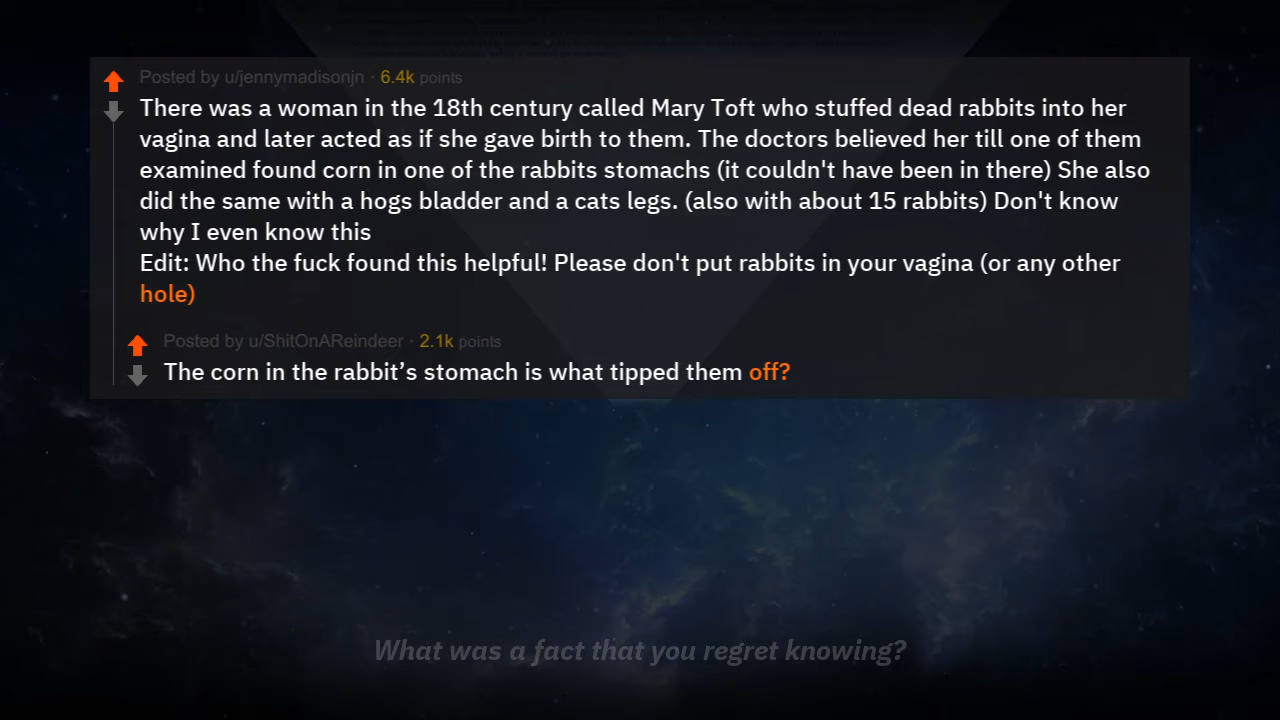 Posted by u/jennymadisonjn · 6.4k points
There was a woman in the 18th century called Mary Toft who stuffed dead rabbits into her
vagina and later acted as if she gave birth to them. The doctors believed her till one of them
examined found corn in one of the rabbits stomachs (it couldn't have been in there) She also
did the same with a hogs bladder and a cats legs. (also with about 15 rabbits) Don't know
why I even know this
Edit: Who the fuck found this helpful! Please don't put rabbits in your vagina (or any other
hole)
Posted by u/ShitOnAReindeer · 2.1k points
The corn in the rabbit’s stomach is what tipped them off?
What was a fact that you regret knowing?